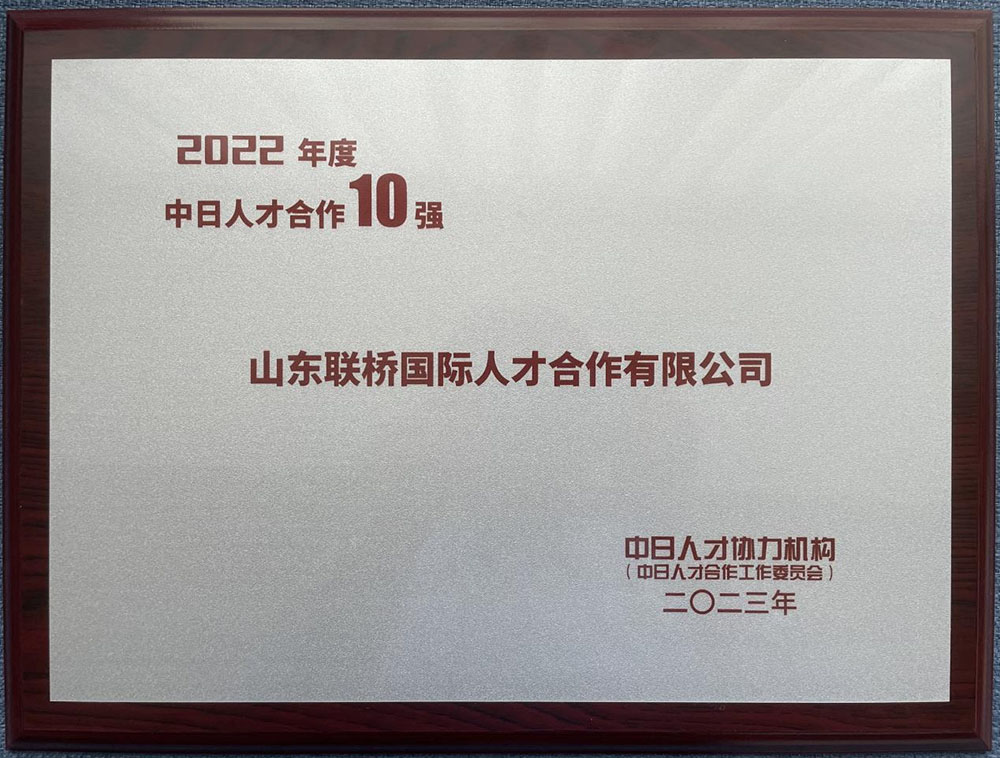 2022 年度
中日人才合作10强
山东联桥国际人才合作有限公司
中日人才协力机构
（中日人才合作工作委员会）
二〇二三年